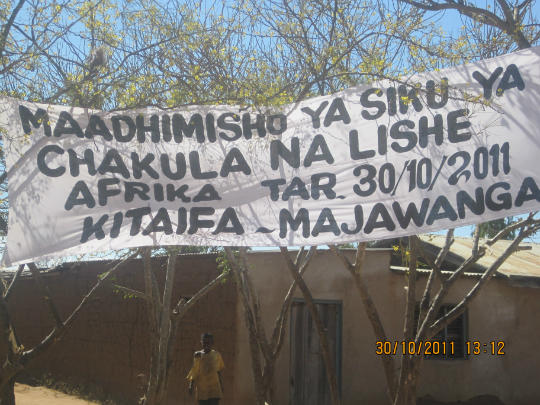 MAADHIMISHO YA SIKU YA
CHAKULA NA LISHE
AFRIKA TAR. 30/10/2011
KITAIFA ~ MAJAWANGA
30/10/2011 13:12